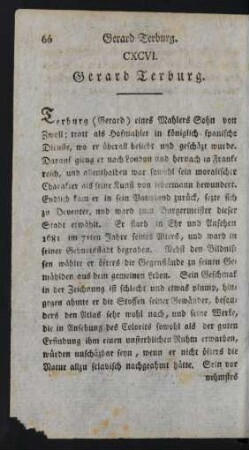 66 Gerard Terburg.
CXCVI.
Gerard Terburg.
Terburg (Gerard) eines Mahlers Sohn von
Zwoll; tratt als Hofmahler in königlich-spanische
Dienste, wo er überall beliebt und geschäzt wurde.
Darauf gieng er nach London und hernach in Frank-
reich, und allenthalben war sowohl sein moralischer
Charakter als seine Kunst von jedermann bewundert.
Endlich kam er in sein Vaterland zurück, sezte sich
zu Deventer, und ward zum Burgermeister dieser
Stadt erwählt. Er starb in Ehr und Ansehen
1681 im 73ten Jahre seines Alters, und ward in
seiner Geburtsstätt begraben. Nebst den Bildnis-
sen wählte er öfters die Gegenstände zu seinen Ge-
mählden aus dem gemeinen Leben. Sein Geschmak
in der Zeichnung ist schlecht und etwas plump, hin-
gegen ahmte er die Stoffen seiner Gewänder, besau-
ders den Atlas sehr wohl nach, und seine Werke,
die in Ansehung des Colorits sowohl als der guten
Erfindung ihm einen unsterblichen Ruhm erwarben,
würden unschäzbar seyn, wenn er nicht öfters die
Natur allzu sclavisch nachgeahmt hätte. Sein vor
nehmstes